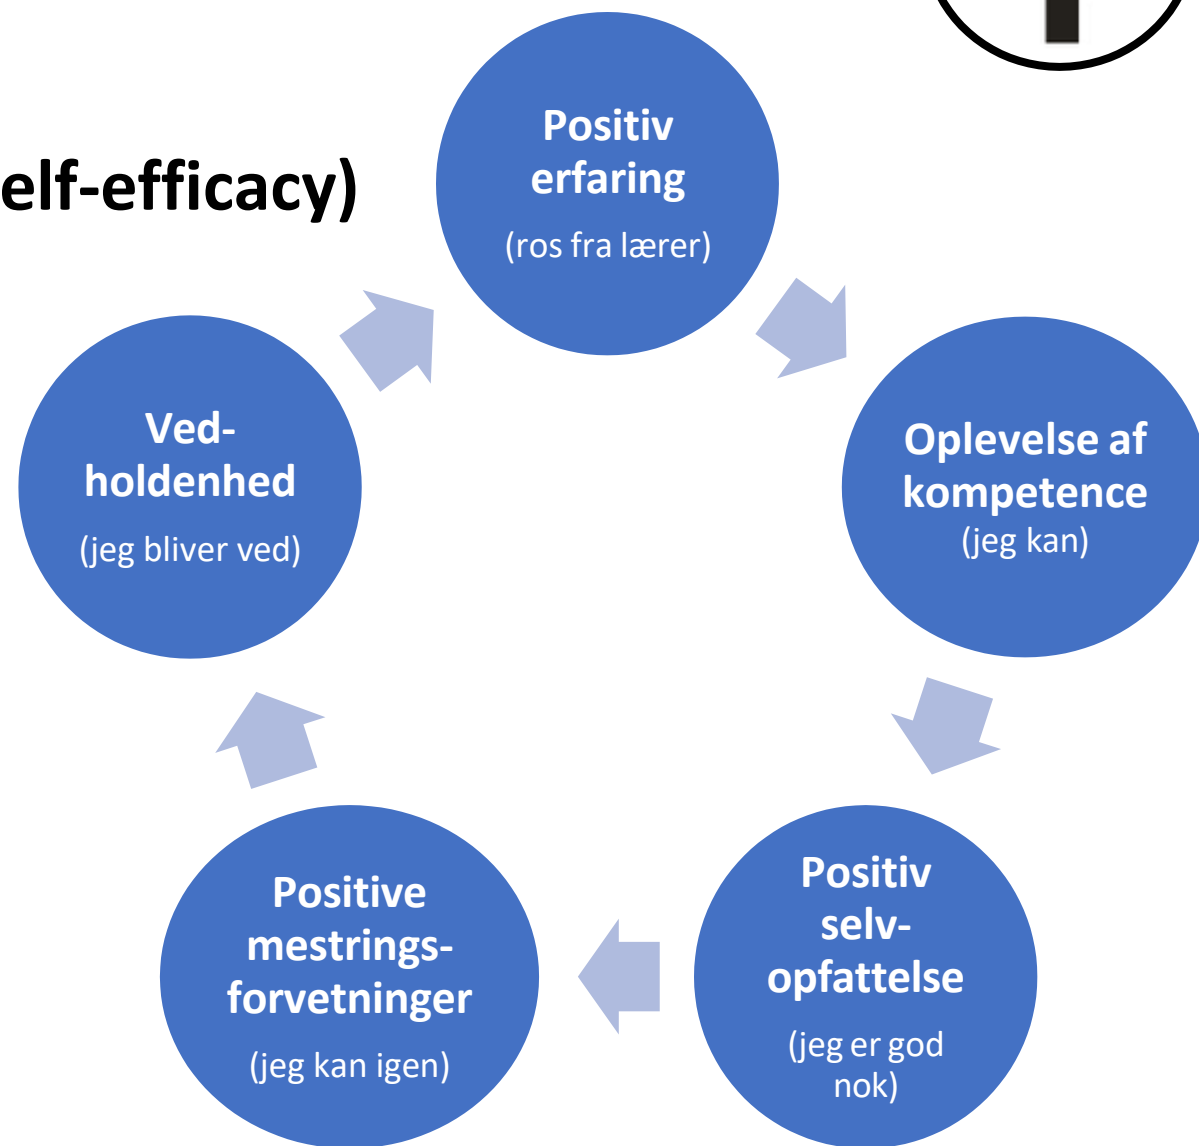 elf-efficacy)
Positiv
erfaring
(ros fra lærer)
Oplevelse af
kompetence
(jeg kan)
Positiv
selv-
opfattelse
(jeg er god
nok)
Positive
mestrings-
forvetninger
(jeg kan igen)
Ved-
holdenhed
(jeg bliver ved)